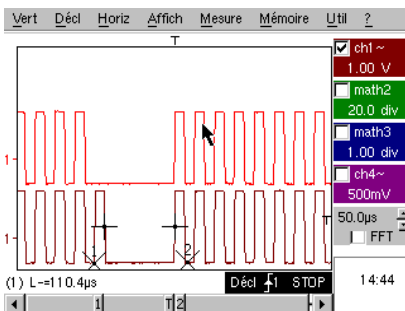 Vert Décl Horiz Affich Mesure Mémoire Util ?
T
ch1~
1.00 V
math2
20.0 div
math3
1.00 div
ch4~
500mV
50.0µs
FFT
1-
1-
T
1 2
(1) L-=110.4µs Décl 1 STOP
14:44
1 T 2